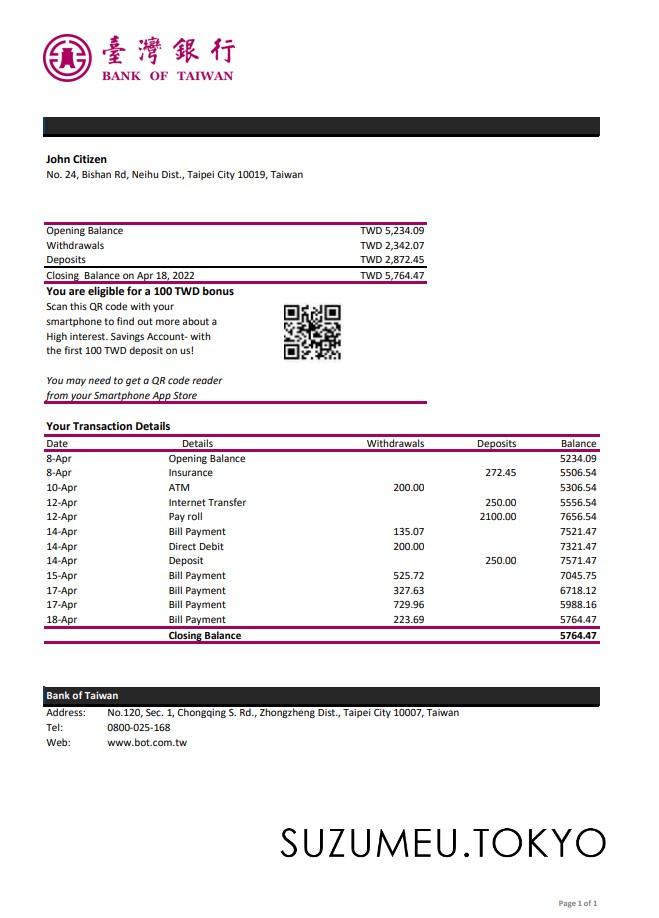 臺灣銀行
BANK OF TAIWAN
John Citizen
No. 24, Bishan Rd, Neihu Dist., Taipei City 10019, Taiwan
Opening Balance TWD 5,234.09
Withdrawals TWD 2,342.07
Deposits TWD 2,872.45
Closing Balance on Apr 18, 2022 TWD 5,764.47
You are eligible for a 100 TWD bonus
Scan this QR code with your
smartphone to find out more about a
High interest. Savings Account- with
the first 100 TWD deposit on us!
You may need to get a QR code reader
from your Smartphone App Store
Your Transaction Details
Date Details Withdrawals Deposits Balance
8-Apr Opening Balance 5234.09
8-Apr Insurance 272.45 5506.54
10-Apr ATM 200.00 5306.54
12-Apr Internet Transfer 250.00 5556.54
12-Apr Pay roll 2100.00 7656.54
14-Apr Bill Payment 135.07 7521.47
14-Apr Direct Debit 200.00 7321.47
14-Apr Deposit 250.00 7571.47
15-Apr Bill Payment 525.72 7045.75
17-Apr Bill Payment 327.63 6718.12
17-Apr Bill Payment 729.96 5988.16
18-Apr Bill Payment 223.69 5764.47
Closing Balance 5764.47
Bank of Taiwan
Address: No.120, Sec. 1, Chongqing S. Rd., Zhongzheng Dist., Taipei City 10007, Taiwan
Tel: 0800-025-168
Web: www.bot.com.tw
SUZUMEU.TOKYO
Page 1 of 1